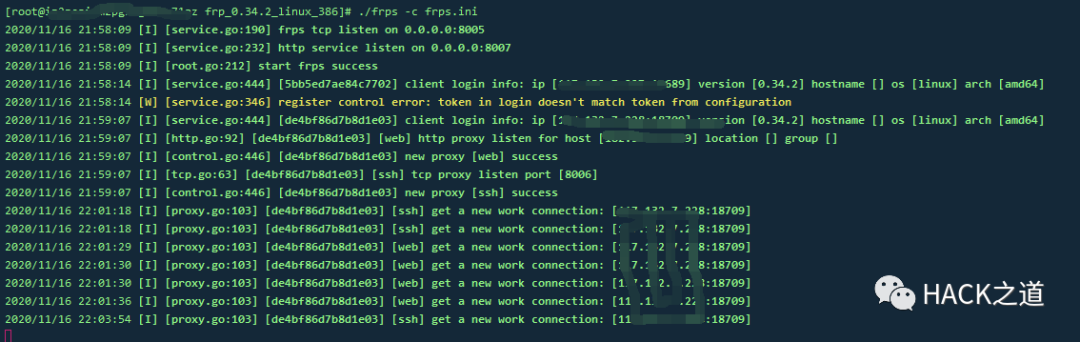 frp_0.34.2_linux_386]# ./frps -c frps.ini
2020/11/16 21:58:09 [I] [service.go:190] frps tcp listen on 0.0.0.0:8005
2020/11/16 21:58:09 [I] [service.go:232] http service listen on 0.0.0.0:8007
2020/11/16 21:58:09 [I] [root.go:212] start frps success
2020/11/16 21:58:14 [I] [service.go:444] [5bb5ed7ae84c7702] client login info: ip [ 689] version [0.34.2] hostname [] os [linux] arch [amd64]
2020/11/16 21:58:14 [W] [service.go:346] register control error: token in login doesn't match token from configuration
2020/11/16 21:59:07 [I] [service.go:444] [de4bf86d7b8d1e03] client login info: ip [ version [0.34.2] hostname [] os [linux] arch [amd64]
2020/11/16 21:59:07 [I] [http.go:92] [de4bf86d7b8d1e03] [web] http proxy listen for host [ ] location [] group []
2020/11/16 21:59:07 [I] [control.go:446] [de4bf86d7b8d1e03] new proxy [web] success
2020/11/16 21:59:07 [I] [tcp.go:63] [de4bf86d7b8d1e03] [ssh] tcp proxy listen port [8006]
2020/11/16 21:59:07 [I] [control.go:446] [de4bf86d7b8d1e03] new proxy [ssh] success
2020/11/16 22:01:18 [I] [proxy.go:103] [de4bf86d7b8d1e03] [ssh] get a new work connection: [ :18709]
2020/11/16 22:01:18 [I] [proxy.go:103] [de4bf86d7b8d1e03] [ssh] get a new work connection: [ :18709]
2020/11/16 22:01:29 [I] [proxy.go:103] [de4bf86d7b8d1e03] [web] get a new work connection: [ :18709]
2020/11/16 22:01:30 [I] [proxy.go:103] [de4bf86d7b8d1e03] [web] get a new work connection: [ :18709]
2020/11/16 22:01:30 [I] [proxy.go:103] [de4bf86d7b8d1e03] [web] get a new work connection: [ :18709]
2020/11/16 22:01:36 [I] [proxy.go:103] [de4bf86d7b8d1e03] [web] get a new work connection: [ :18709]
2020/11/16 22:03:54 [I] [proxy.go:103] [de4bf86d7b8d1e03] [ssh] get a new work connection: [ :18709]
HACK之道